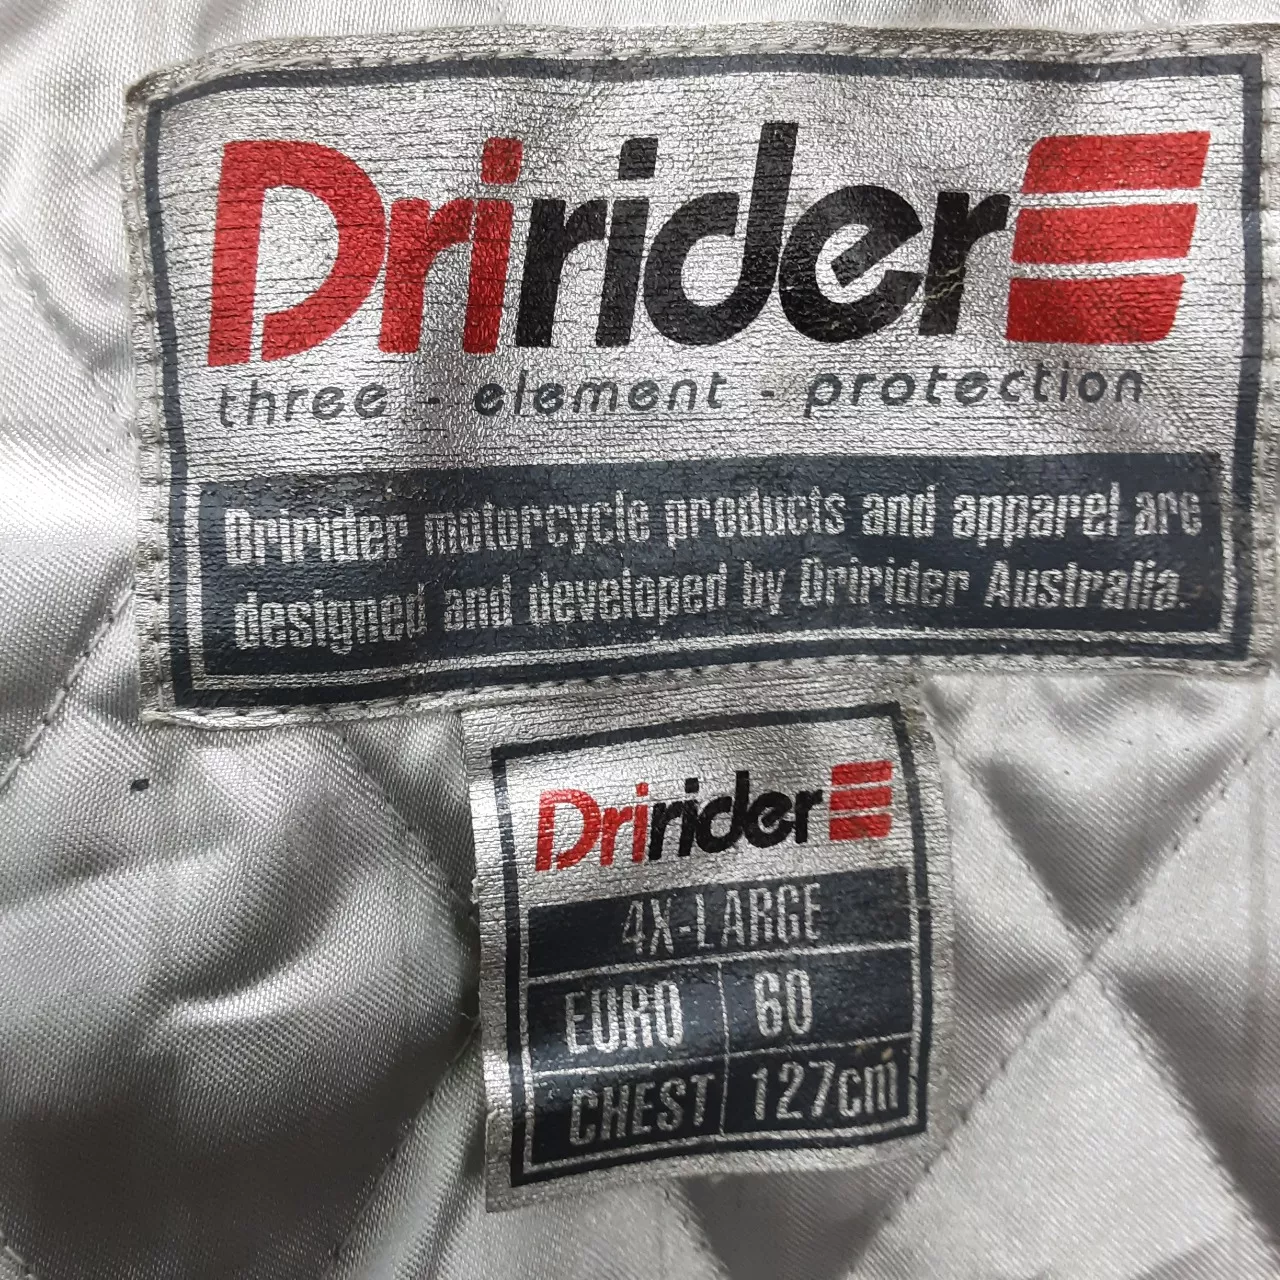 Dririder
three - element - protection
Dririder motorcycle products and apparel are
designed and developed by Dririder Australia.
Dririder
4X-LARGE
EURO 60
CHEST 127cm